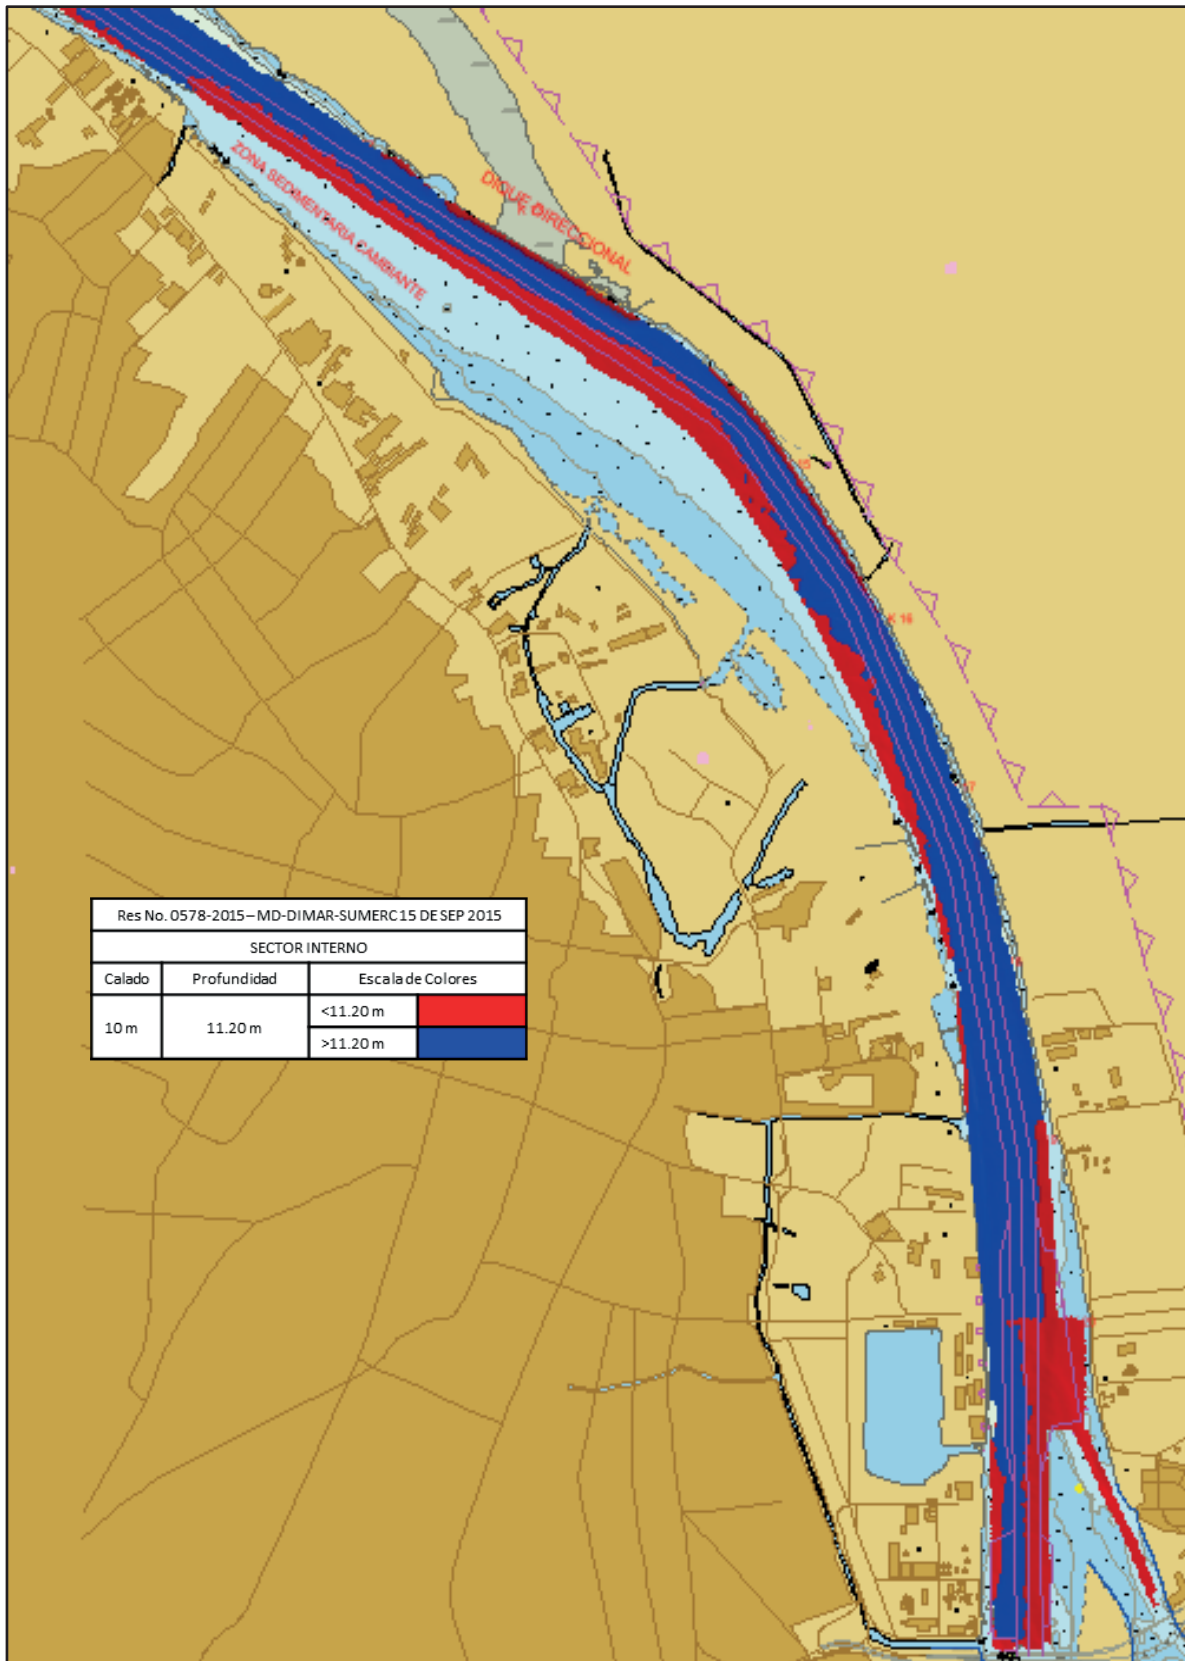 ZONA SEDIMENTARIA CAMBIANTE
DIQUE DIRECCIONAL
K 16
Res No. 0578-2015–MD-DIMAR-SUMERC 15 DE SEP 2015
SECTOR INTERNO
Calado Profundidad Escala de Colores
10 m 11.20 m <11.20 m
>11.20 m